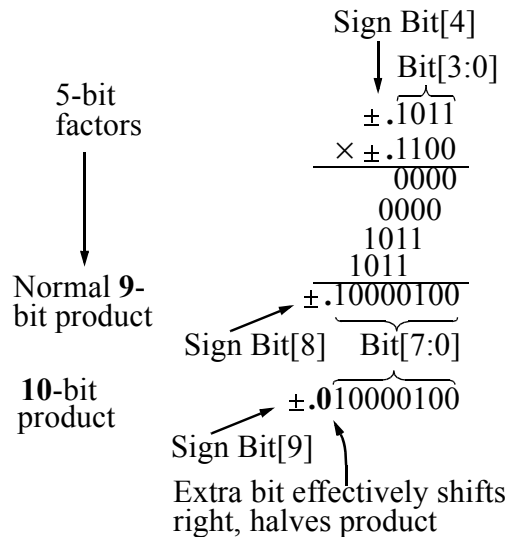 Sign Bit[4]
Bit[3:0]
5-bit
factors
± .1011
× ± .1100
0000
0000
1011
1011
Normal 9-
bit product
± .10000100
Sign Bit[8]
Bit[7:0]
10-bit
product
± .010000100
Sign Bit[9]
Extra bit effectively shifts
right, halves product